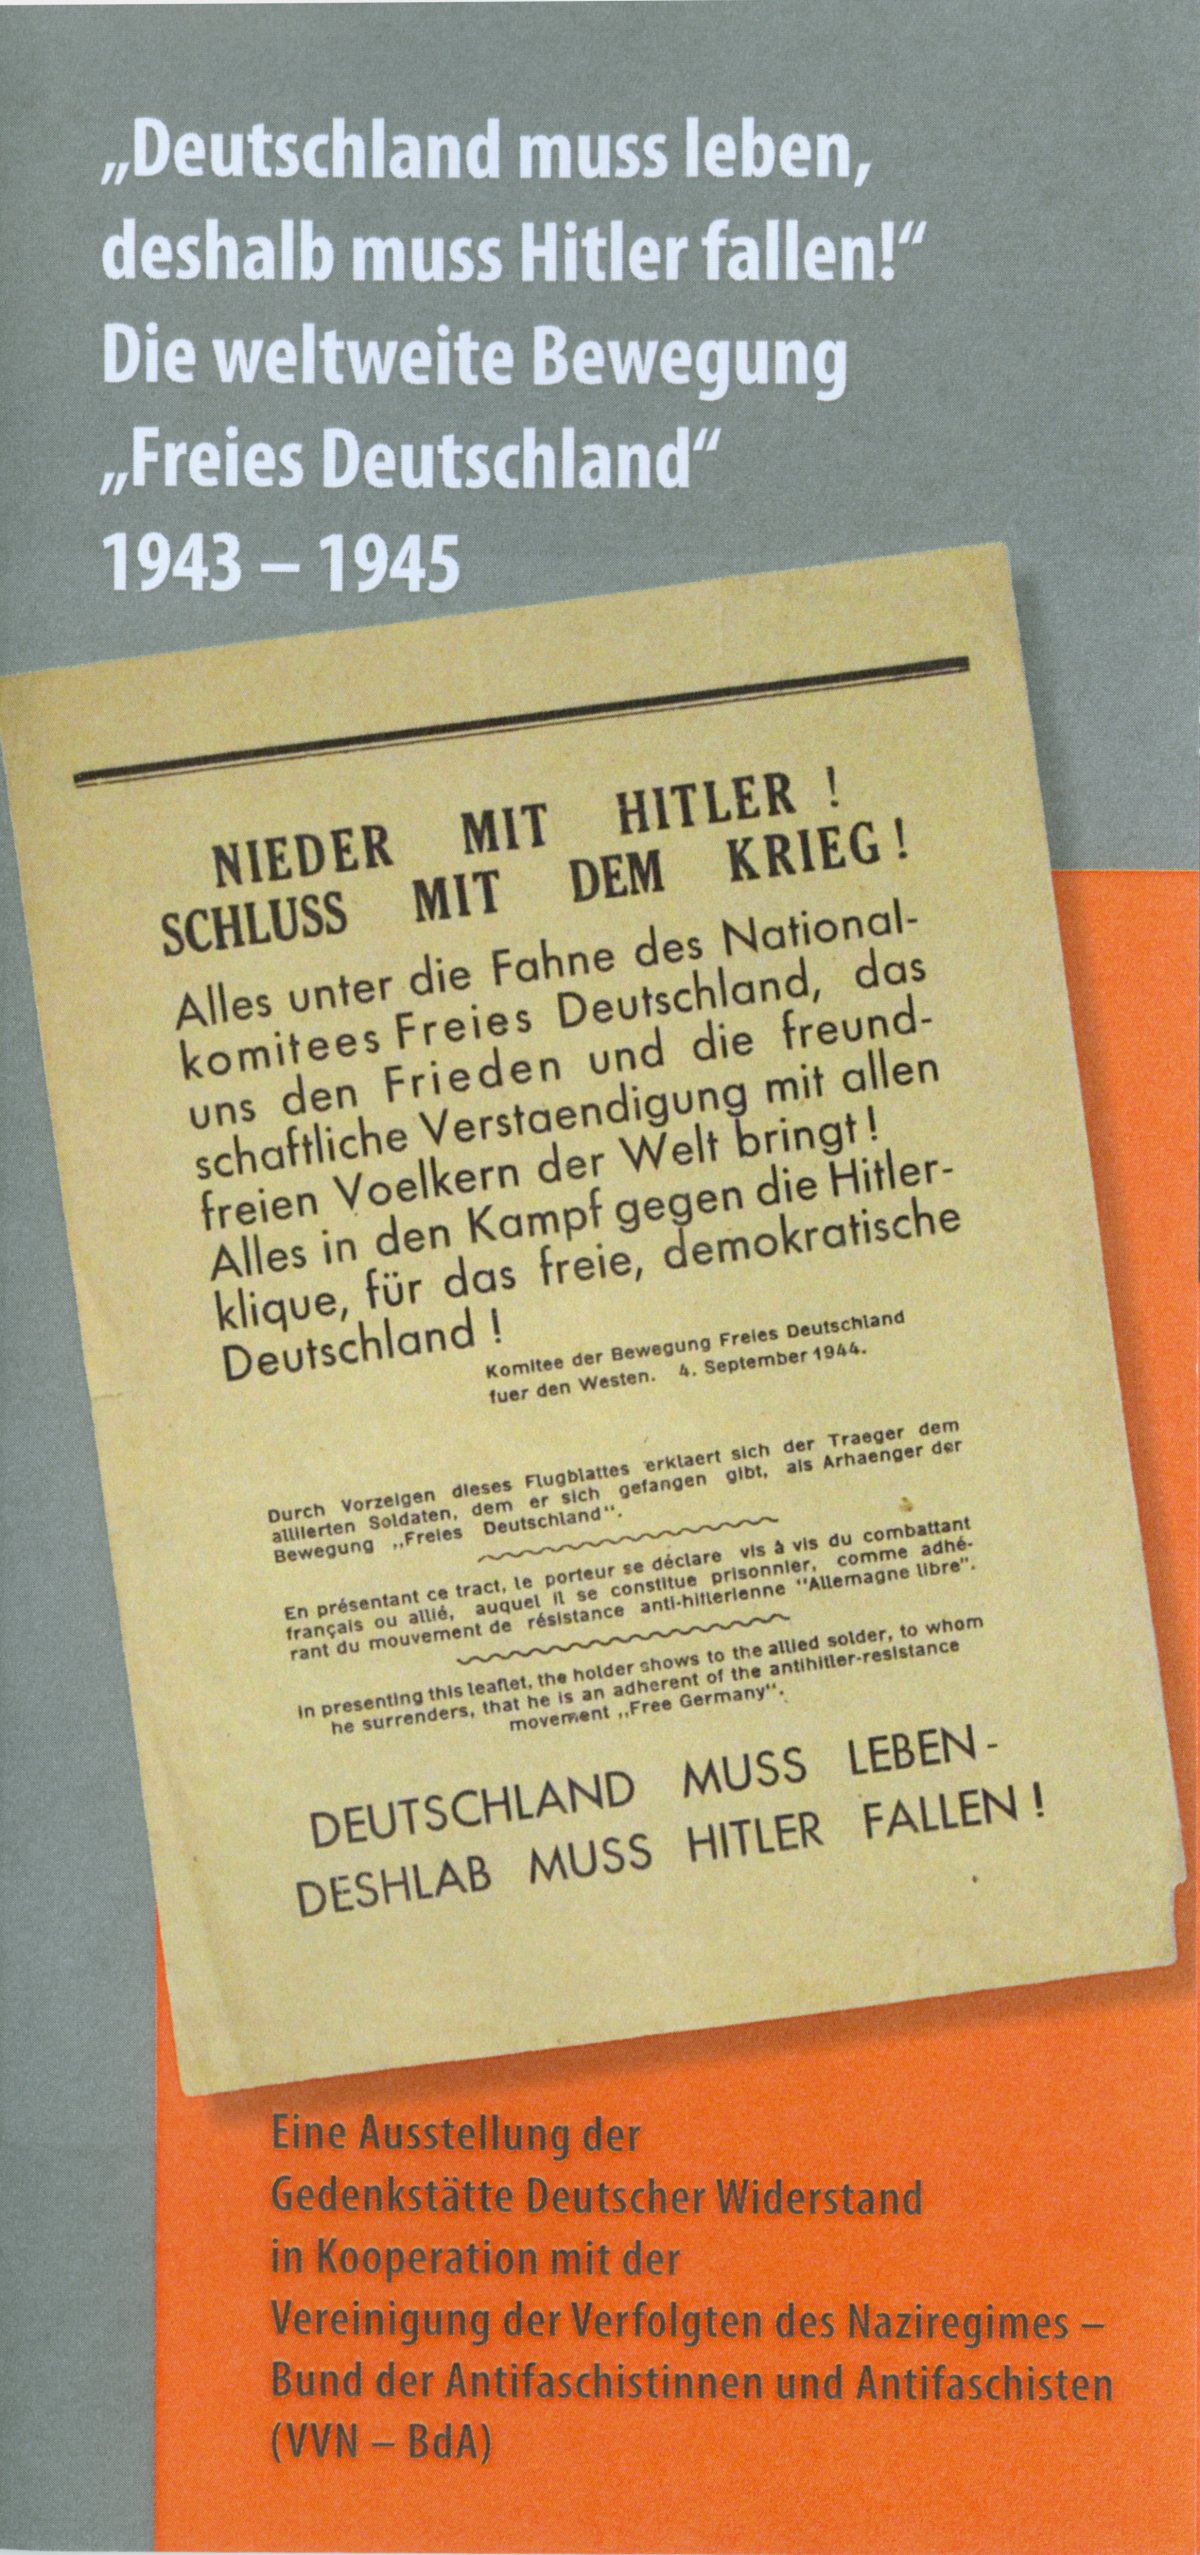 „Deutschland muss leben,
deshalb muss Hitler fallen!“
Die weltweite Bewegung
„Freies Deutschland“
1943 – 1945
NIEDER MIT HITLER !
SCHLUSS MIT DEM KRIEG !
Alles unter die Fahne des National-
komitees Freies Deutschland, das
uns den Frieden und die freund-
schaftliche Verstaendigung mit allen
freien Voelkern der Welt bringt !
Alles in den Kampf gegen die Hitler-
klique, für das freie, demokratische
Deutschland !
Komitee der Bewegung Freies Deutschland
fuer den Westen. 4. September 1944.
Durch Vorzeigen dieses Flugblattes erklaert sich der Traeger dem
alliierten Soldaten, dem er sich gefangen gibt, als Arhaenger der
Bewegung „Freies Deutschland“.
En présentant ce tract, le porteur se déclare vis à vis du combattant
français ou allié, auquel il se constitue prisonnier, comme adhé-
rant du mouvement de résistance anti-hitlerienne "Allemagne libre".
In presenting this leaflet, the holder shows to the allied solder, to whom
he surrenders, that he is an adherent of the antihitler-resistance
movement „Free Germany“.
DEUTSCHLAND MUSS LEBEN -
DESHLAB MUSS HITLER FALLEN !
Eine Ausstellung der
Gedenkstätte Deutscher Widerstand
in Kooperation mit der
Vereinigung der Verfolgten des Naziregimes –
Bund der Antifaschistinnen und Antifaschisten
(VVN – BdA)